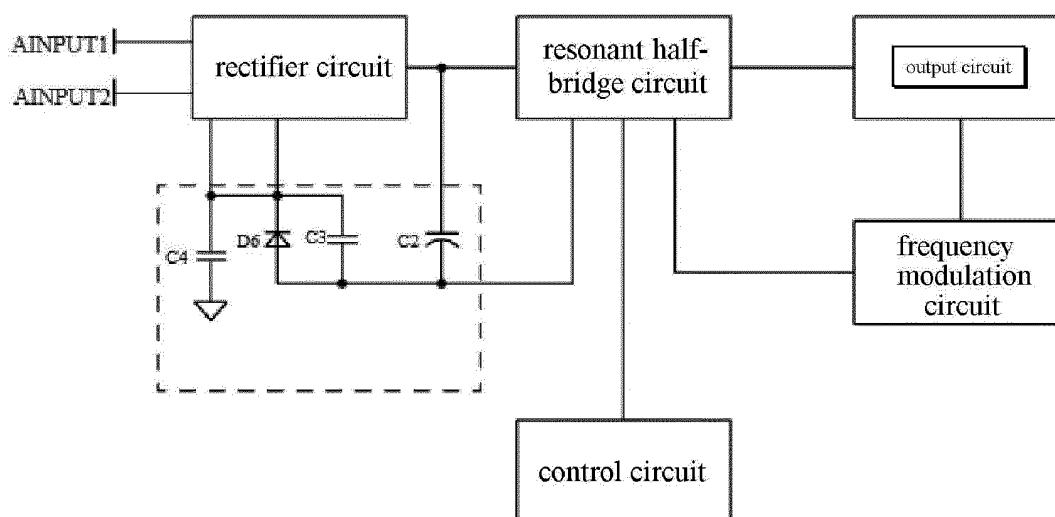 AINPUT1
AINPUT2
rectifier circuit
resonant half-
bridge circuit
output circuit
C4
D6
C3
C2
frequency
modulation
circuit
control circuit